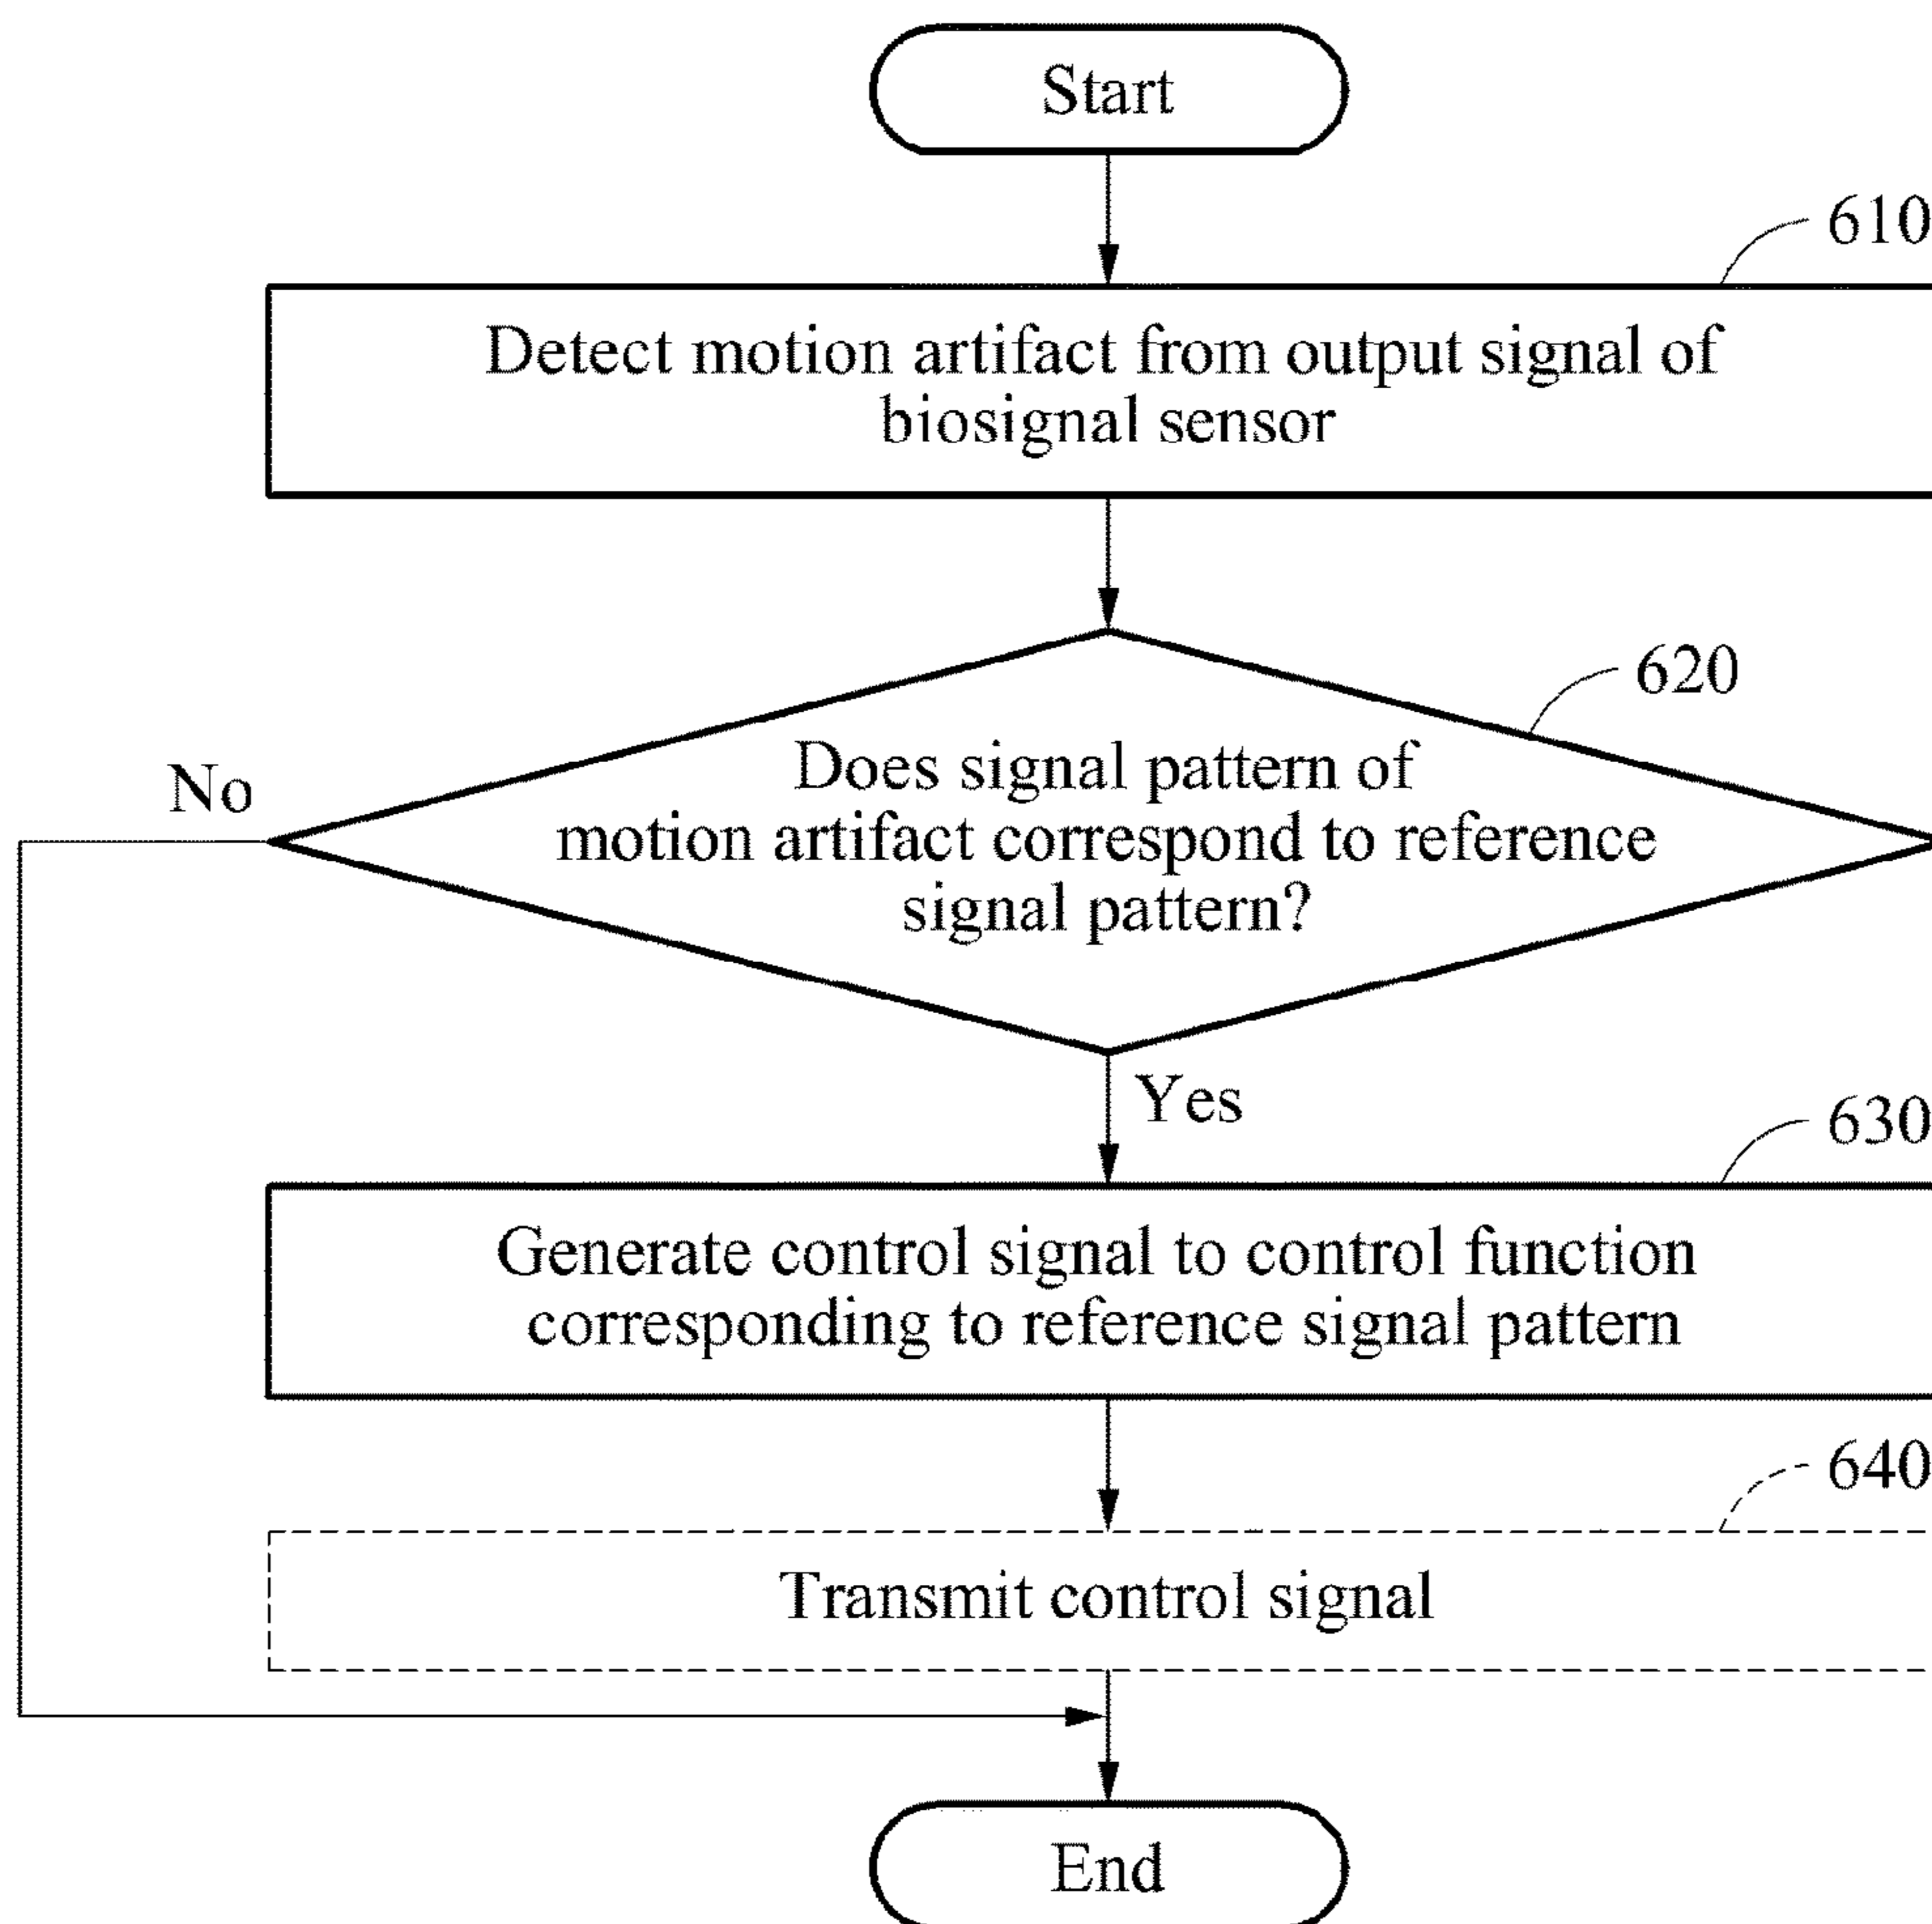 Start
610
Detect motion artifact from output signal of
biosignal sensor
620
Does signal pattern of
motion artifact correspond to reference
signal pattern?
No
Yes
630
Generate control signal to control function
corresponding to reference signal pattern
640
Transmit control signal
End